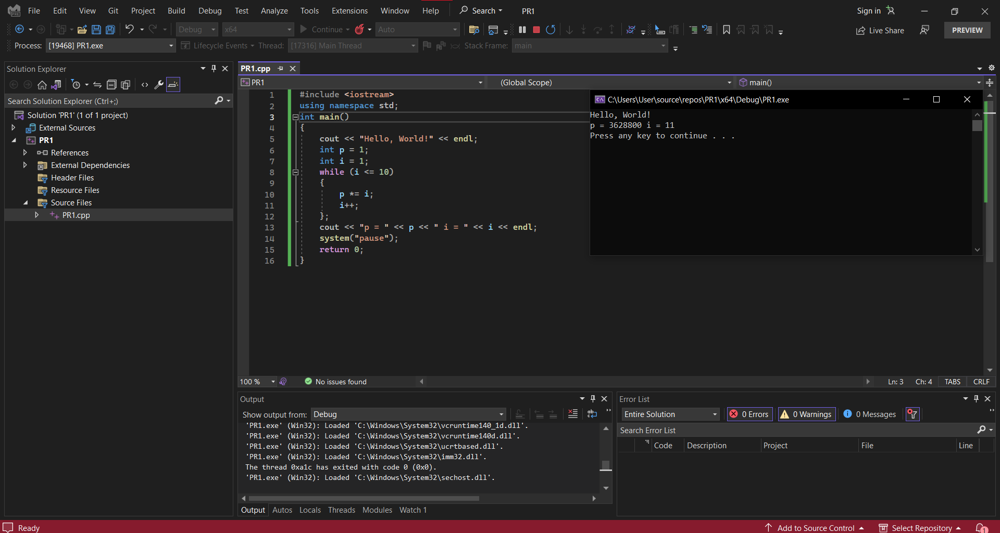 File Edit View Git Project Build Debug Test Analyze Tools Extensions Window Help Search PR1 Sign in
Debug x64 Continue Auto Live Share PREVIEW
Process: [19468] PR1.exe Lifecycle Events Thread: [17316] Main Thread Stack Frame: main
Solution Explorer
Search Solution Explorer (Ctrl+;)
Solution 'PR1' (1 of 1 project)
External Sources
PR1
References
External Dependencies
Header Files
Resource Files
Source Files
PR1.cpp
PR1.cpp
PR1 (Global Scope) main()
1 #include <iostream>
2 using namespace std;
3 int main()
4 {
5 cout << "Hello, World!" << endl;
6 int p = 1;
7 int i = 1;
8 while (i <= 10)
9 {
10 p *= i;
11 i++;
12 };
13 cout << "p = " << p << " i = " << i << endl;
14 system("pause");
15 return 0;
16 }
C:\Users\User\source\repos\PR1\x64\Debug\PR1.exe
Hello, World!
p = 3628800 i = 11
Press any key to continue . . .
100 % No issues found Ln: 3 Ch: 4 TABS CRLF
Output
Show output from: Debug
'PR1.exe' (Win32): Loaded 'C:\Windows\System32\vcruntime140_1d.dll'.
'PR1.exe' (Win32): Loaded 'C:\Windows\System32\vcruntime140d.dll'.
'PR1.exe' (Win32): Loaded 'C:\Windows\System32\ucrtbased.dll'.
'PR1.exe' (Win32): Loaded 'C:\Windows\System32\imm32.dll'.
The thread 0xa1c has exited with code 0 (0x0).
'PR1.exe' (Win32): Loaded 'C:\Windows\System32\sechost.dll'.
Output Autos Locals Threads Modules Watch 1
Error List
Entire Solution 0 Errors 0 Warnings 0 Messages
Search Error List
Code Description Project File Line
Ready Add to Source Control Select Repository 1